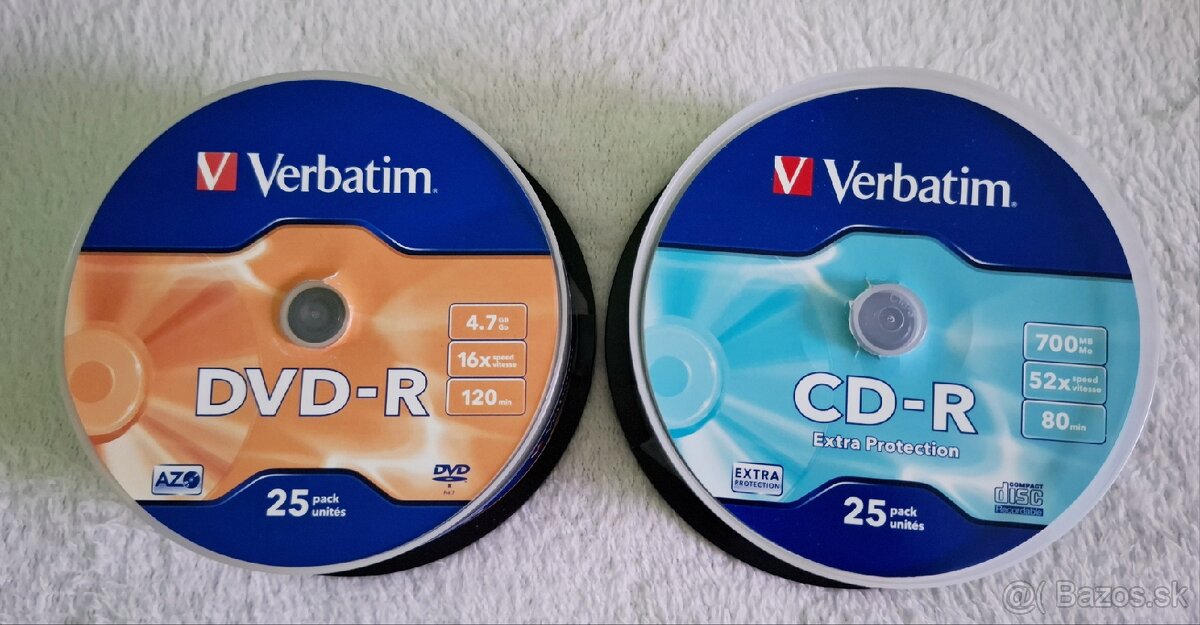 Verbatim®
4.7 GB Go
16x speed vitesse
120 min
DVD-R
AZO
DVD
R
R4.7
25 pack unités
Verbatim®
700 MB Mo
52x speed vitesse
80 min
CD-R
Extra Protection
EXTRA
PROTECTION
COMPACT
disc
Recordable
25 pack unités
@( Bazos.sk